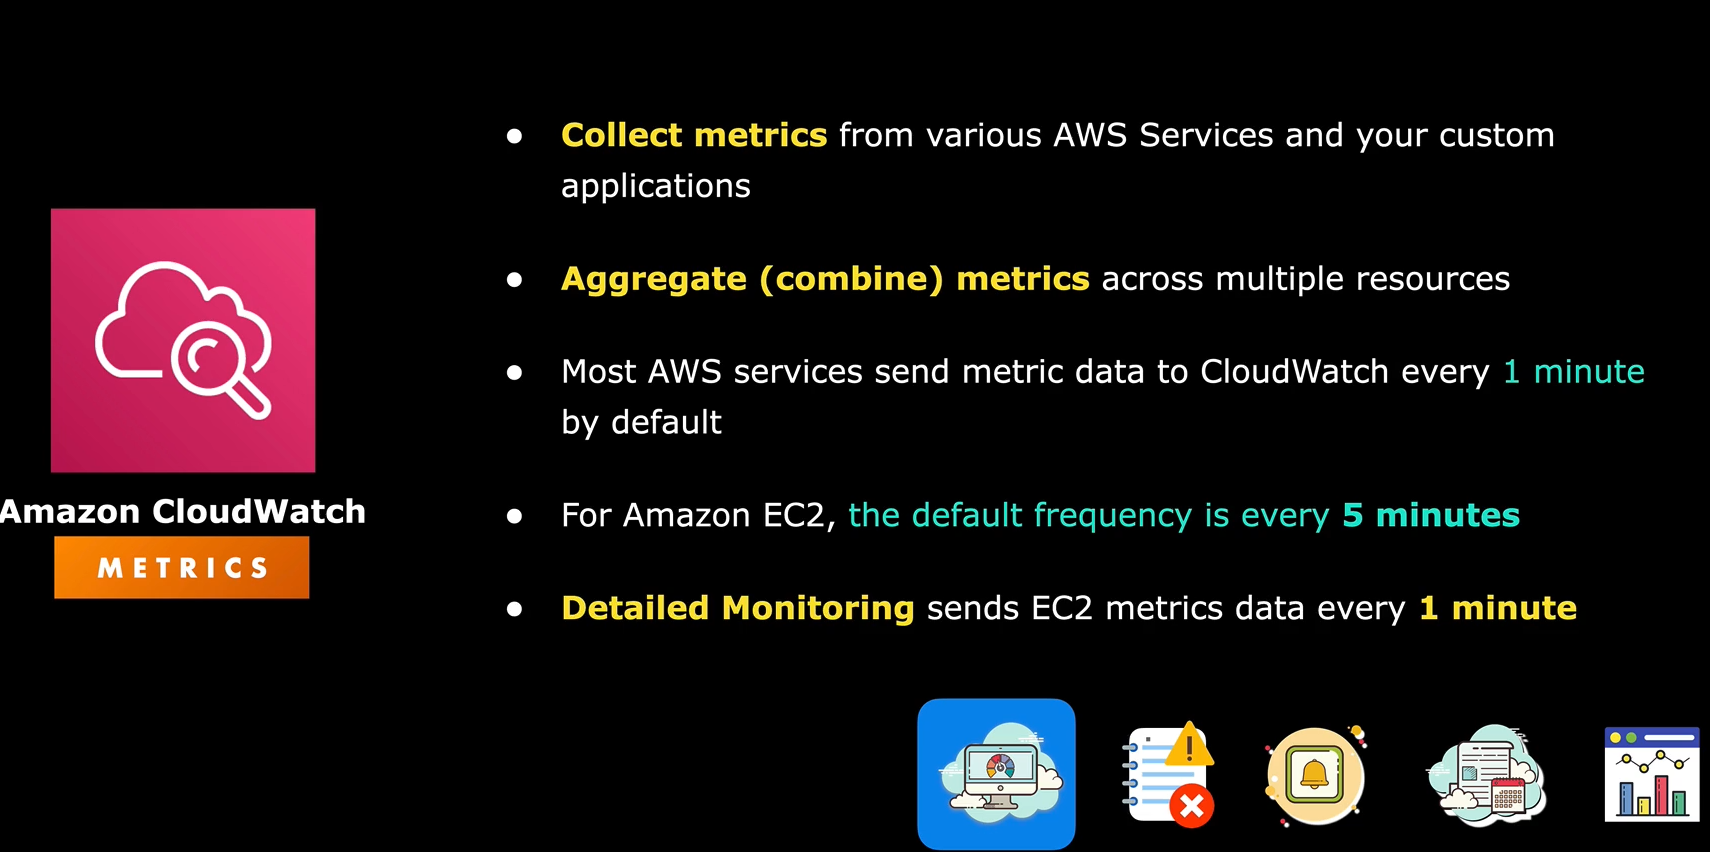 ● Collect metrics from various AWS Services and your custom
applications
● Aggregate (combine) metrics across multiple resources
● Most AWS services send metric data to CloudWatch every 1 minute
by default
● For Amazon EC2, the default frequency is every 5 minutes
● Detailed Monitoring sends EC2 metrics data every 1 minute
Amazon CloudWatch
METRICS